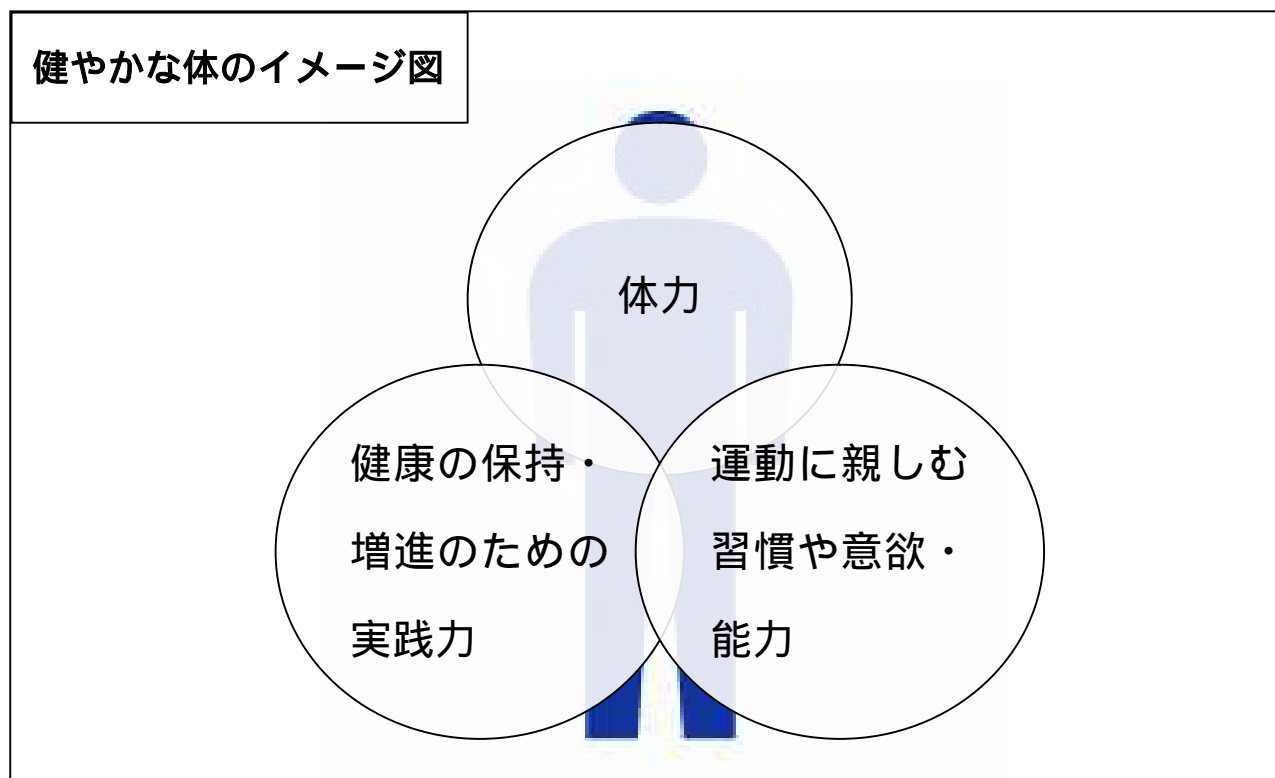 健やかな体のイメージ図
体力
健康の保持・
増進のための
実践力
運動に親しむ
習慣や意欲・
能力